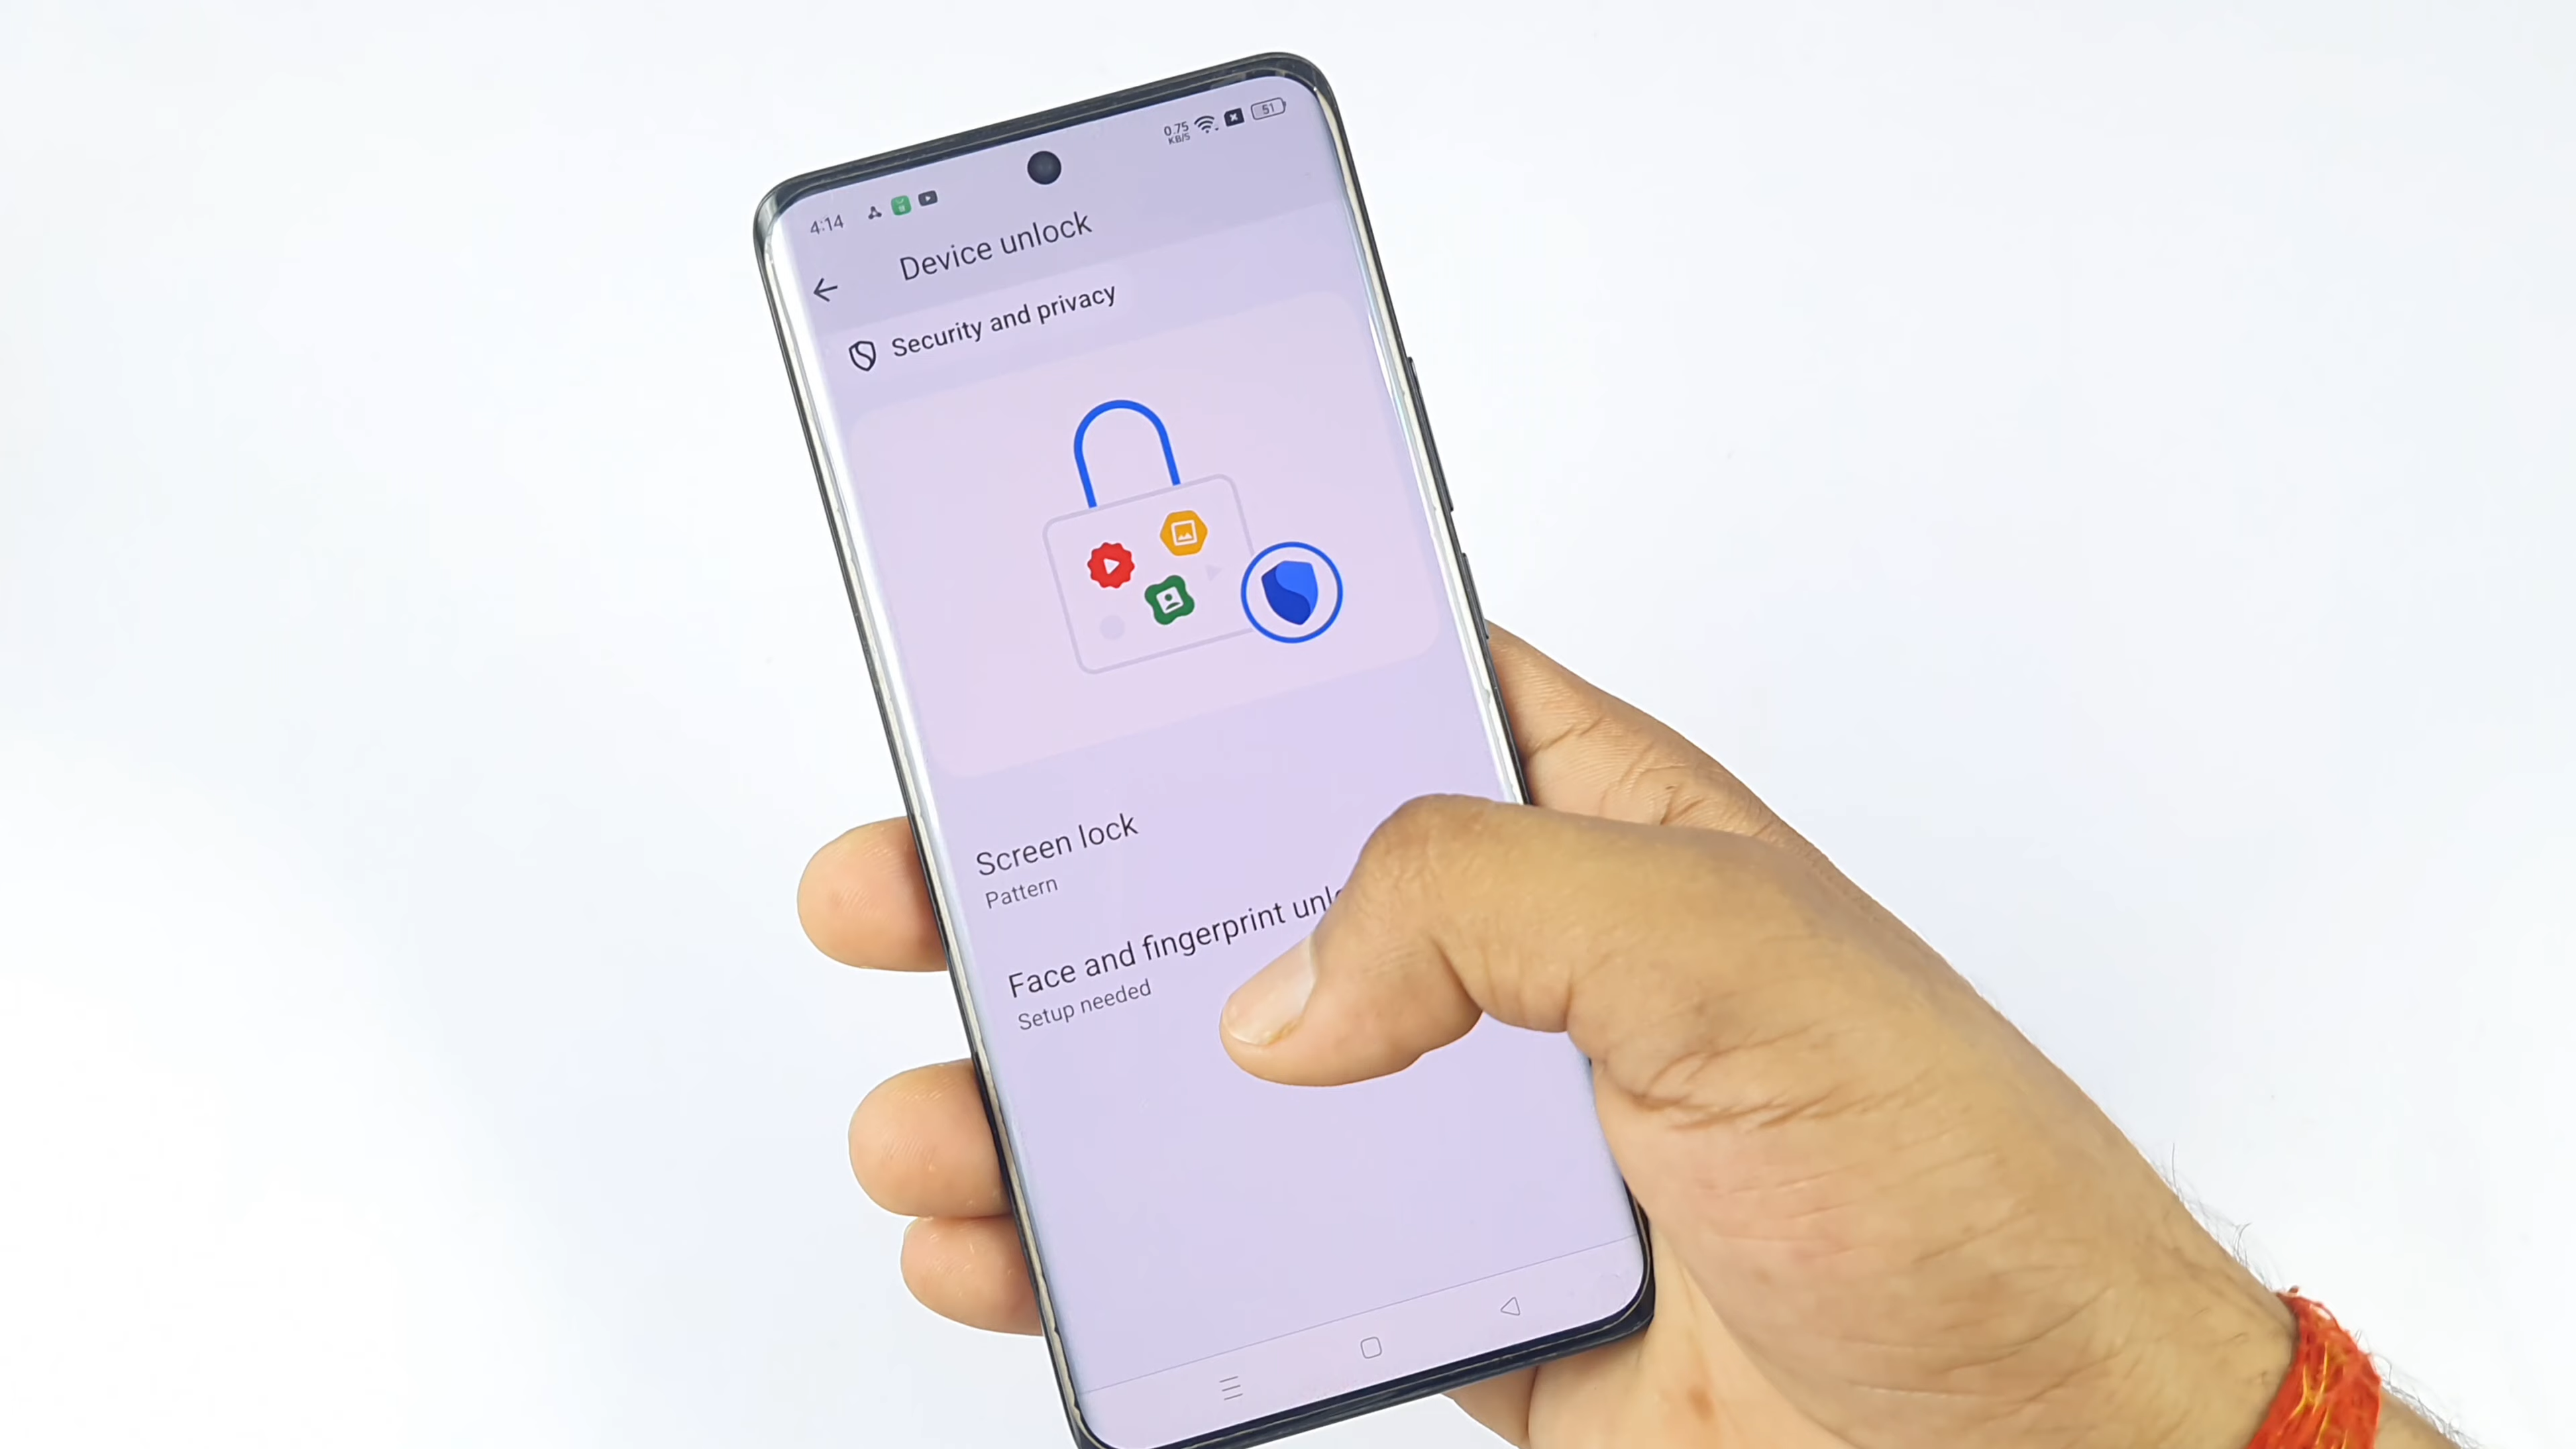 4:14
0.75
KB/S
51
Device unlock
Security and privacy
Screen lock
Pattern
Face and fingerprint unl
Setup needed